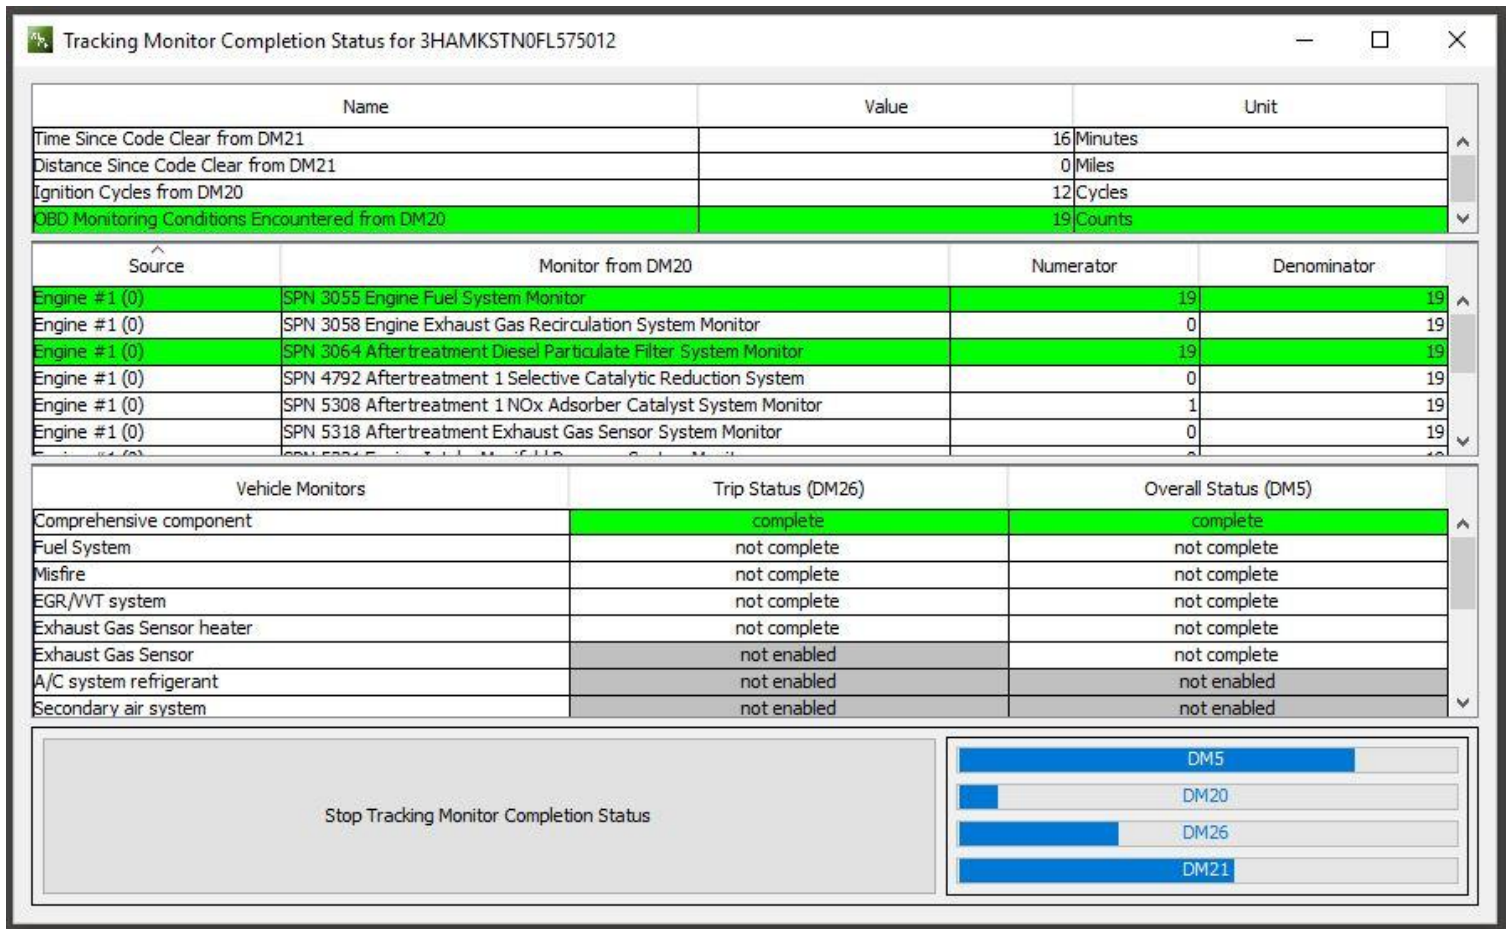 Tracking Monitor Completion Status for 3HAMKSTN0FL575012
Name Value Unit
Time Since Code Clear from DM21 16 Minutes
Distance Since Code Clear from DM21 0 Miles
Ignition Cycles from DM20 12 Cycles
OBD Monitoring Conditions Encountered from DM20 19 Counts
Source Monitor from DM20 Numerator Denominator
Engine #1 (0) SPN 3055 Engine Fuel System Monitor 19 19
Engine #1 (0) SPN 3058 Engine Exhaust Gas Recirculation System Monitor 0 19
Engine #1 (0) SPN 3064 Aftertreatment Diesel Particulate Filter System Monitor 19 19
Engine #1 (0) SPN 4792 Aftertreatment 1 Selective Catalytic Reduction System 0 19
Engine #1 (0) SPN 5308 Aftertreatment 1 NOx Adsorber Catalyst System Monitor 1 19
Engine #1 (0) SPN 5318 Aftertreatment Exhaust Gas Sensor System Monitor 0 19
Vehicle Monitors Trip Status (DM26) Overall Status (DM5)
Comprehensive component complete complete
Fuel System not complete not complete
Misfire not complete not complete
EGR/VVT system not complete not complete
Exhaust Gas Sensor heater not complete not complete
Exhaust Gas Sensor not enabled not complete
A/C system refrigerant not enabled not enabled
Secondary air system not enabled not enabled
Stop Tracking Monitor Completion Status
DM5
DM20
DM26
DM21